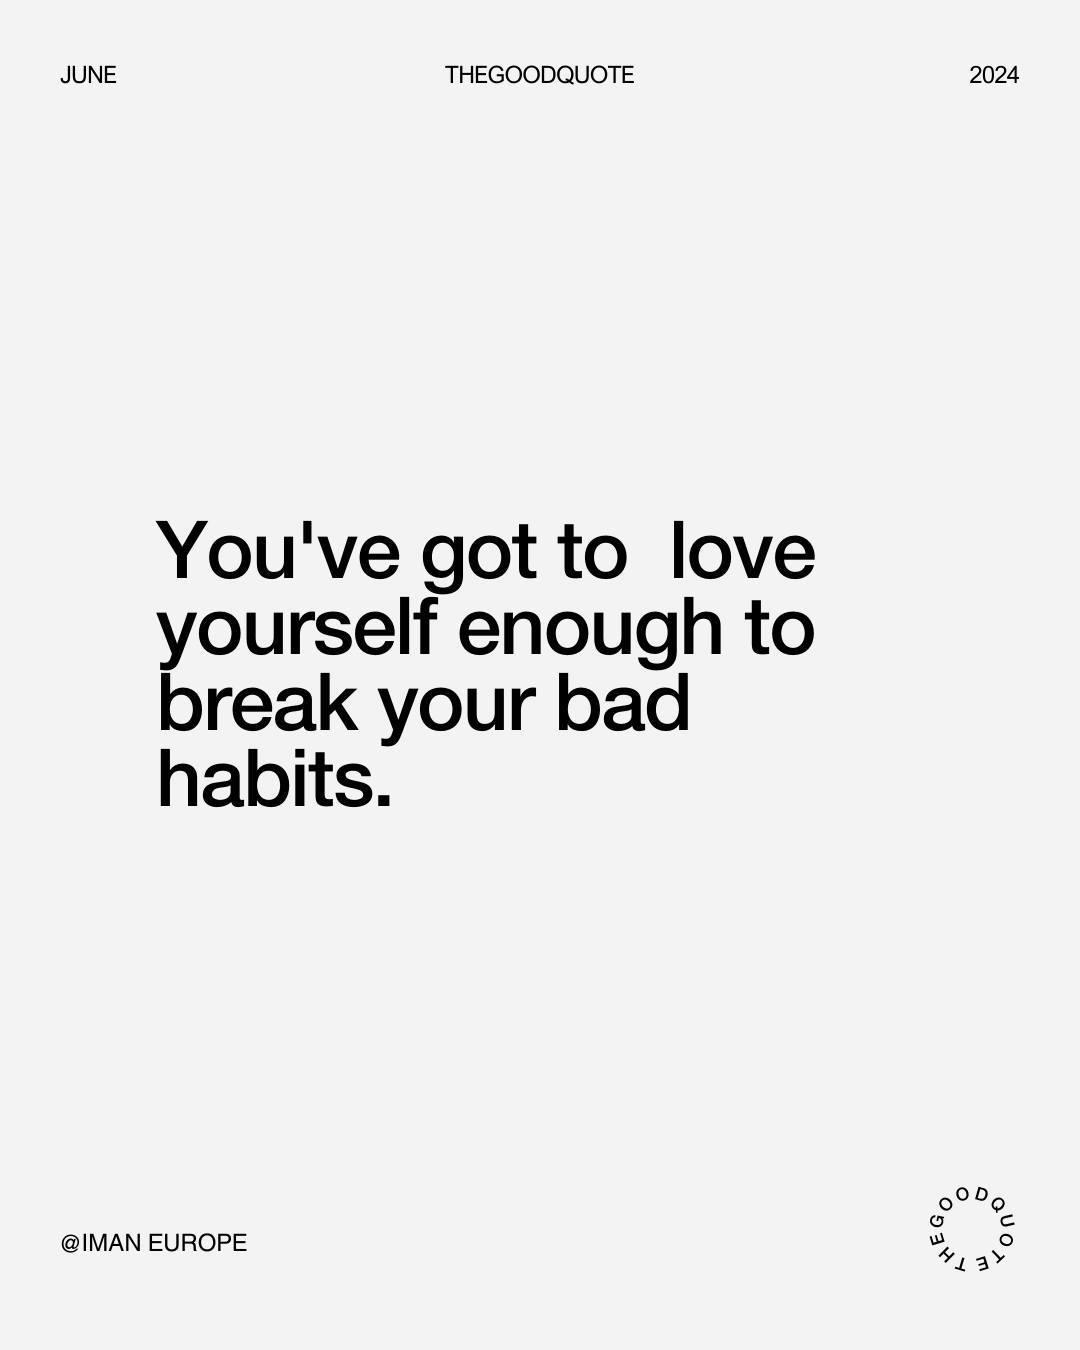 JUNE THEGOODQUOTE 2024
You've got to  love
yourself enough to
break your bad
habits.
@IMAN EUROPE
THEGOODQUOTE